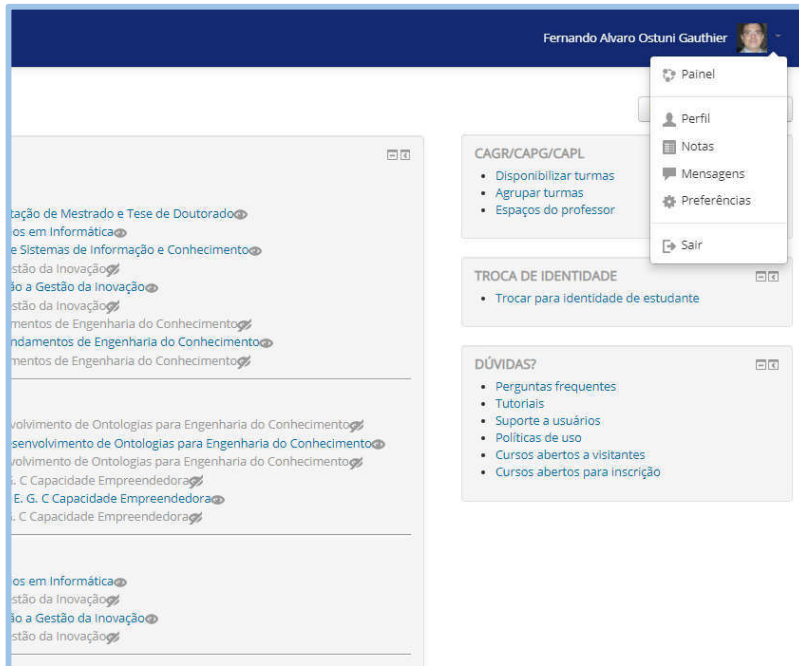 Fernando Alvaro Ostuni Gauthier
Painel
Perfil
Notas
Mensagens
Preferências
Sair
tação de Mestrado e Tese de Doutorado
os em Informática
e Sistemas de Informação e Conhecimento
stão da Inovação
ão a Gestão da Inovação
stão da Inovação
mentos de Engenharia do Conhecimento
ndamentos de Engenharia do Conhecimento
mentos de Engenharia do Conhecimento
volvimento de Ontologias para Engenharia do Conhecimento
esenvolvimento de Ontologias para Engenharia do Conhecimento
volvimento de Ontologias para Engenharia do Conhecimento
. C Capacidade Empreendedora
E. G. C Capacidade Empreendedora
. C Capacidade Empreendedora
os em Informática
stão da Inovação
ão a Gestão da Inovação
stão da Inovação
CAGR/CAPG/CAPL
• Disponibilizar turmas
• Agrupar turmas
• Espaços do professor
TROCA DE IDENTIDADE
• Trocar para identidade de estudante
DÚVIDAS?
• Perguntas frequentes
• Tutoriais
• Suporte a usuários
• Políticas de uso
• Cursos abertos a visitantes
• Cursos abertos para inscrição